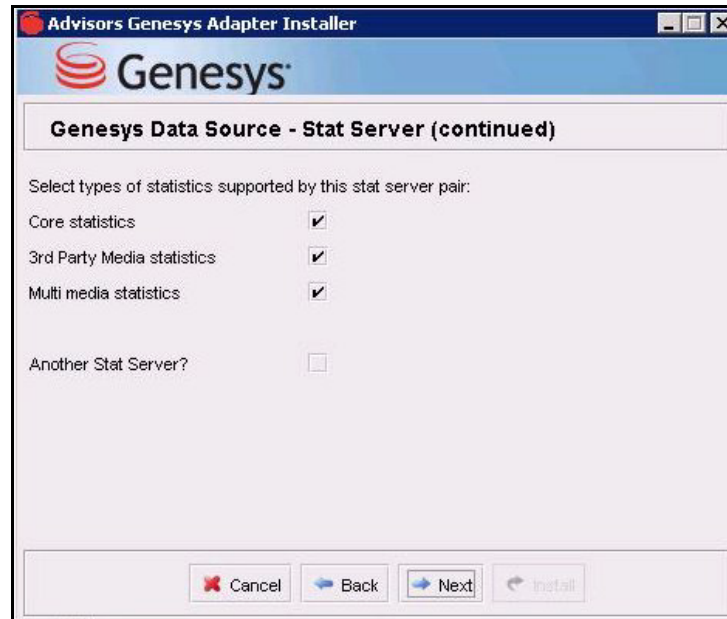 Advisors Genesys Adapter Installer
Genesys
Genesys Data Source - Stat Server (continued)
Select types of statistics supported by this stat server pair:
Core statistics
3rd Party Media statistics
Multi media statistics
Another Stat Server?
Cancel Back Next Install